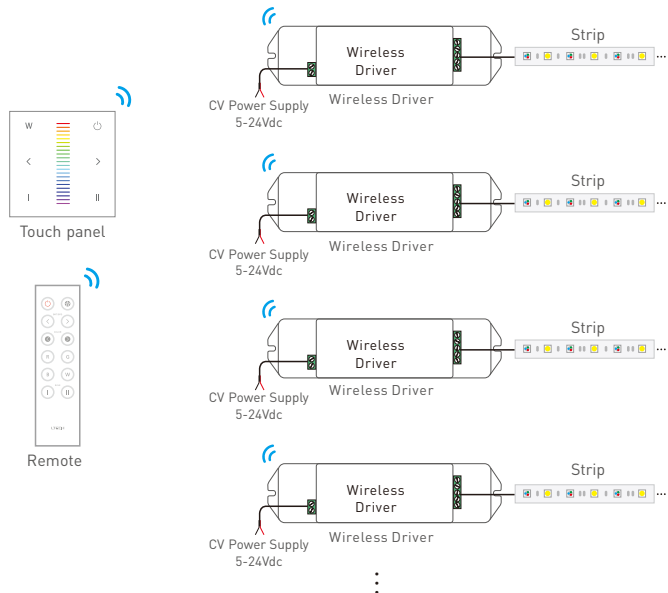 Wireless
Driver
Strip
CV Power Supply
5-24Vdc
Wireless Driver
W
I
II
Touch panel
Wireless
Driver
Strip
CV Power Supply
5-24Vdc
Wireless Driver
R
G
B
W
I
II
Remote
Wireless
Driver
Strip
CV Power Supply
5-24Vdc
Wireless Driver
Wireless
Driver
Strip
CV Power Supply
5-24Vdc
Wireless Driver